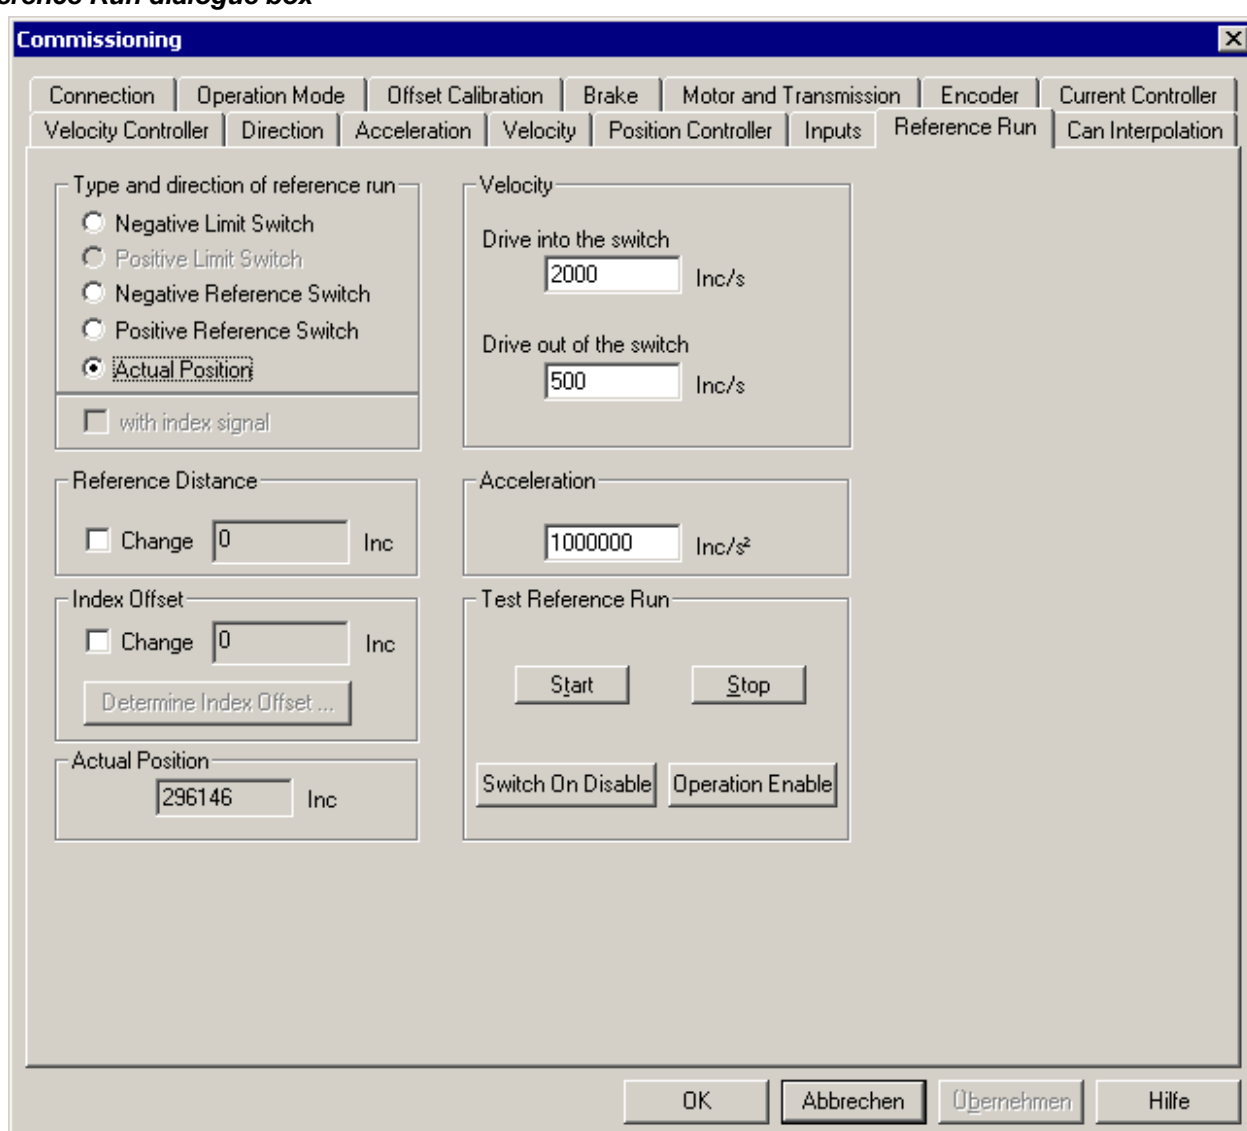 erence Run dialogue box
Commissioning
Connection Operation Mode Offset Calibration Brake Motor and Transmission Encoder Current Controller
Velocity Controller Direction Acceleration Velocity Position Controller Inputs Reference Run Can Interpolation
Type and direction of reference run
Negative Limit Switch
Positive Limit Switch
Negative Reference Switch
Positive Reference Switch
Actual Position
with index signal
Velocity
Drive into the switch
2000 Inc/s
Drive out of the switch
500 Inc/s
Reference Distance
Change 0 Inc
Acceleration
1000000 Inc/s²
Index Offset
Change 0 Inc
Determine Index Offset ...
Test Reference Run
Start Stop
Switch On Disable Operation Enable
Actual Position
296146 Inc
OK Abbrechen Übernehmen Hilfe